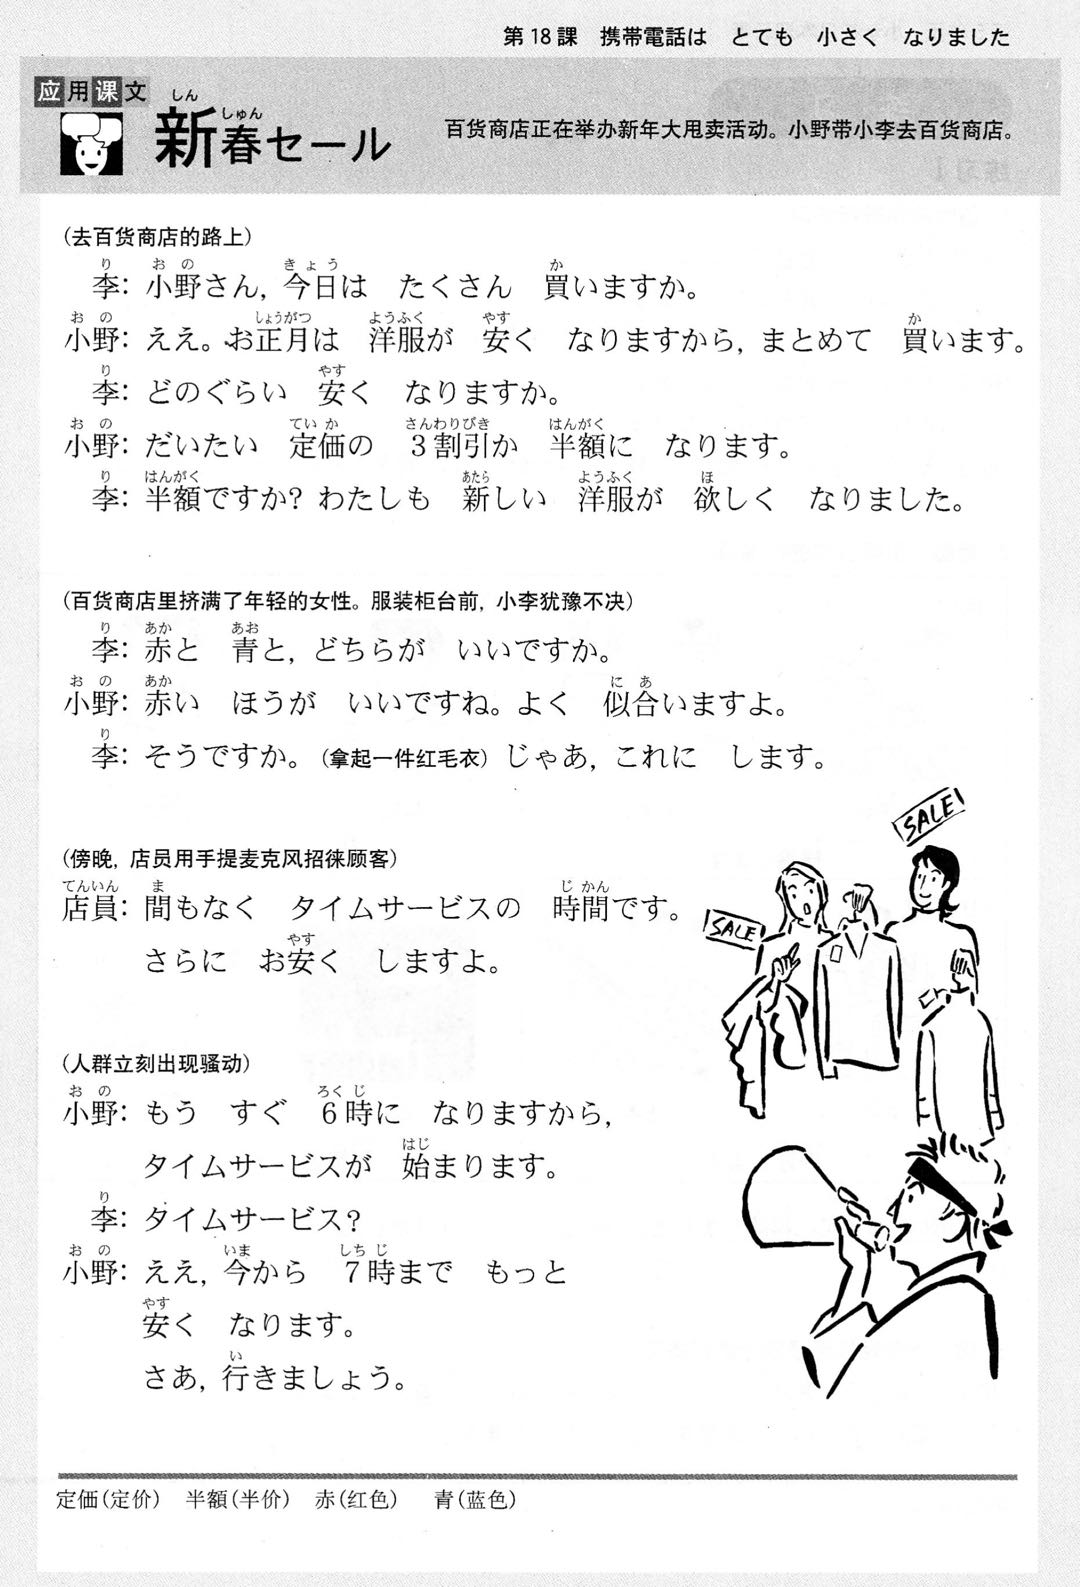 第18課　携帯電話は　とても　小さく　なりました
应用课文
新春セール
しん
しゅん
百货商店正在举办新年大甩卖活动。小野带小李去百货商店。
(去百货商店的路上)
り　お　の　きょう　か
李: 小野さん, 今日は　たくさん　買いますか。
お　の　しょうがつ　ようふく　やす　か
小野: ええ。お正月は　洋服が　安く　なりますから, まとめて　買います。
り　やす
李: どのぐらい　安く　なりますか。
お　の　てい　か　さんわりびき　はんがく
小野: だいたい　定価の　3割引か　半額に　なります。
り　はんがく　あたら　ようふく　ほ
李: 半額ですか? わたしも　新しい　洋服が　欲しく　なりました。
(百货商店里挤满了年轻的女性。服装柜台前, 小李犹豫不决)
り　あか　あお
李: 赤と　青と, どちらが　いいですか。
お　の　あか　に　あ
小野: 赤い　ほうが　いいですね。よく　似合いますよ。
り
李: そうですか。(拿起一件红毛衣) じゃあ, これに　します。
(傍晚, 店员用手提麦克风招徕顾客)
てんいん　ま　じ　かん
店員: 間もなく　タイムサービスの　時間です。
やす
さらに　お安く　しますよ。
SALE
SALE
(人群立刻出现骚动)
お　の　ろく　じ
小野: もう　すぐ　6時に　なりますから,
はじ
タイムサービスが　始まります。
り
李: タイムサービス?
お　の　いま　しち　じ
小野: ええ, 今から　7時まで　もっと
やす
安く　なります。
い
さあ, 行きましょう。
定価(定价)　半額(半价)　赤(红色)　青(蓝色)